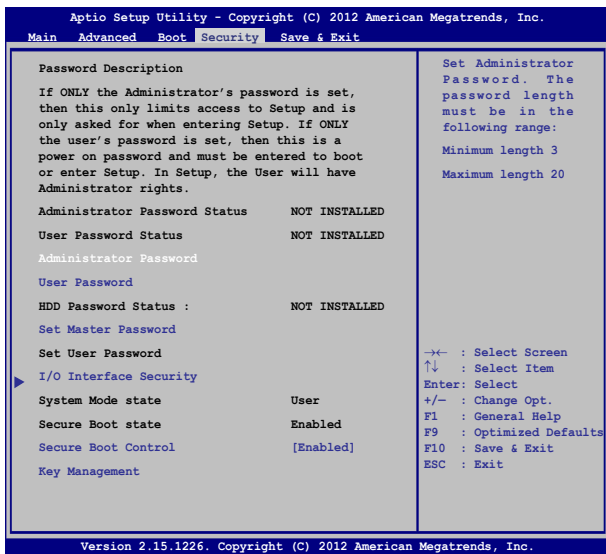 Aptio Setup Utility - Copyright (C) 2012 American Megatrends, Inc.
Main Advanced Boot Security Save & Exit
Password Description
If ONLY the Administrator's password is set,
then this only limits access to Setup and is
only asked for when entering Setup. If ONLY
the user's password is set, then this is a
power on password and must be entered to boot
or enter Setup. In Setup, the User will have
Administrator rights.
Administrator Password Status NOT INSTALLED
User Password Status NOT INSTALLED
Administrator Password
User Password
HDD Password Status : NOT INSTALLED
Set Master Password
Set User Password
I/O Interface Security
System Mode state User
Secure Boot state Enabled
Secure Boot Control [Enabled]
Key Management
Set Administrator
Password. The
password length
must be in the
following range:
Minimum length 3
Maximum length 20
→← : Select Screen
↑↓ : Select Item
Enter: Select
+/— : Change Opt.
F1 : General Help
F9 : Optimized Defaults
F10 : Save & Exit
ESC : Exit
Version 2.15.1226. Copyright (C) 2012 American Megatrends, Inc.